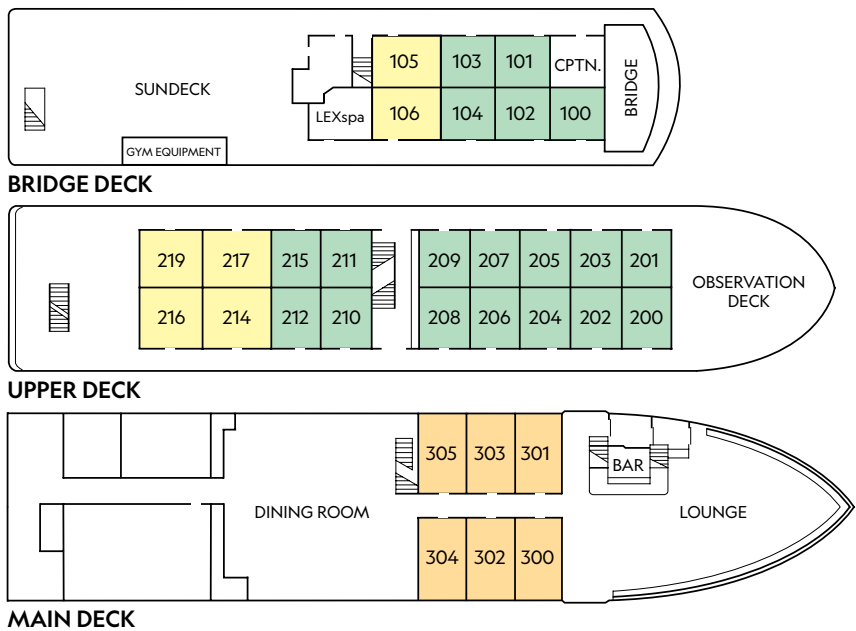 SUNDECK
GYM EQUIPMENT
LEXspa
105 103 101 CPTN.
106 104 102 100
BRIDGE
BRIDGE DECK
219 217 215 211 209 207 205 203 201
216 214 212 210 208 206 204 202 200
OBSERVATION
DECK
UPPER DECK
DINING ROOM
305 303 301
304 302 300
BAR
LOUNGE
MAIN DECK